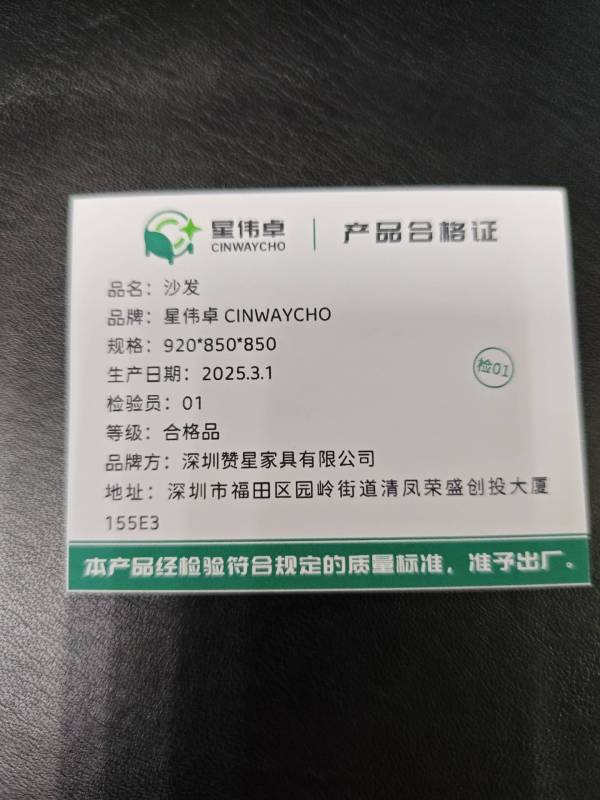 星伟卓
CINWAYCHO
产品合格证
品名：沙发
品牌：星伟卓 CINWAYCHO
规格：920*850*850
生产日期：2025.3.1
检01
检验员：01
等级：合格品
品牌方：深圳赞星家具有限公司
地址：深圳市福田区园岭街道清凤荣盛创投大厦
155E3
本产品经检验符合规定的质量标准，准予出厂。